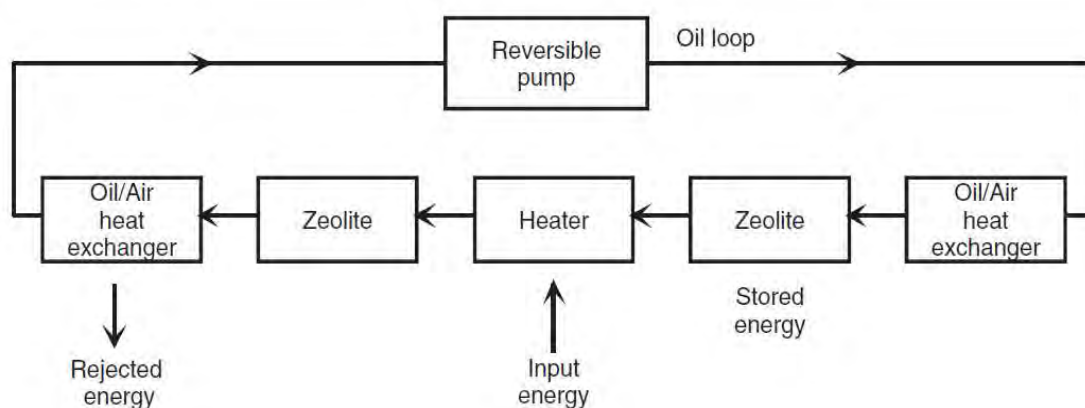 Reversible
pump
Oil loop
Oil/Air
heat
exchanger
Zeolite
Heater
Zeolite
Oil/Air
heat
exchanger
Stored
energy
Rejected
energy
Input
energy